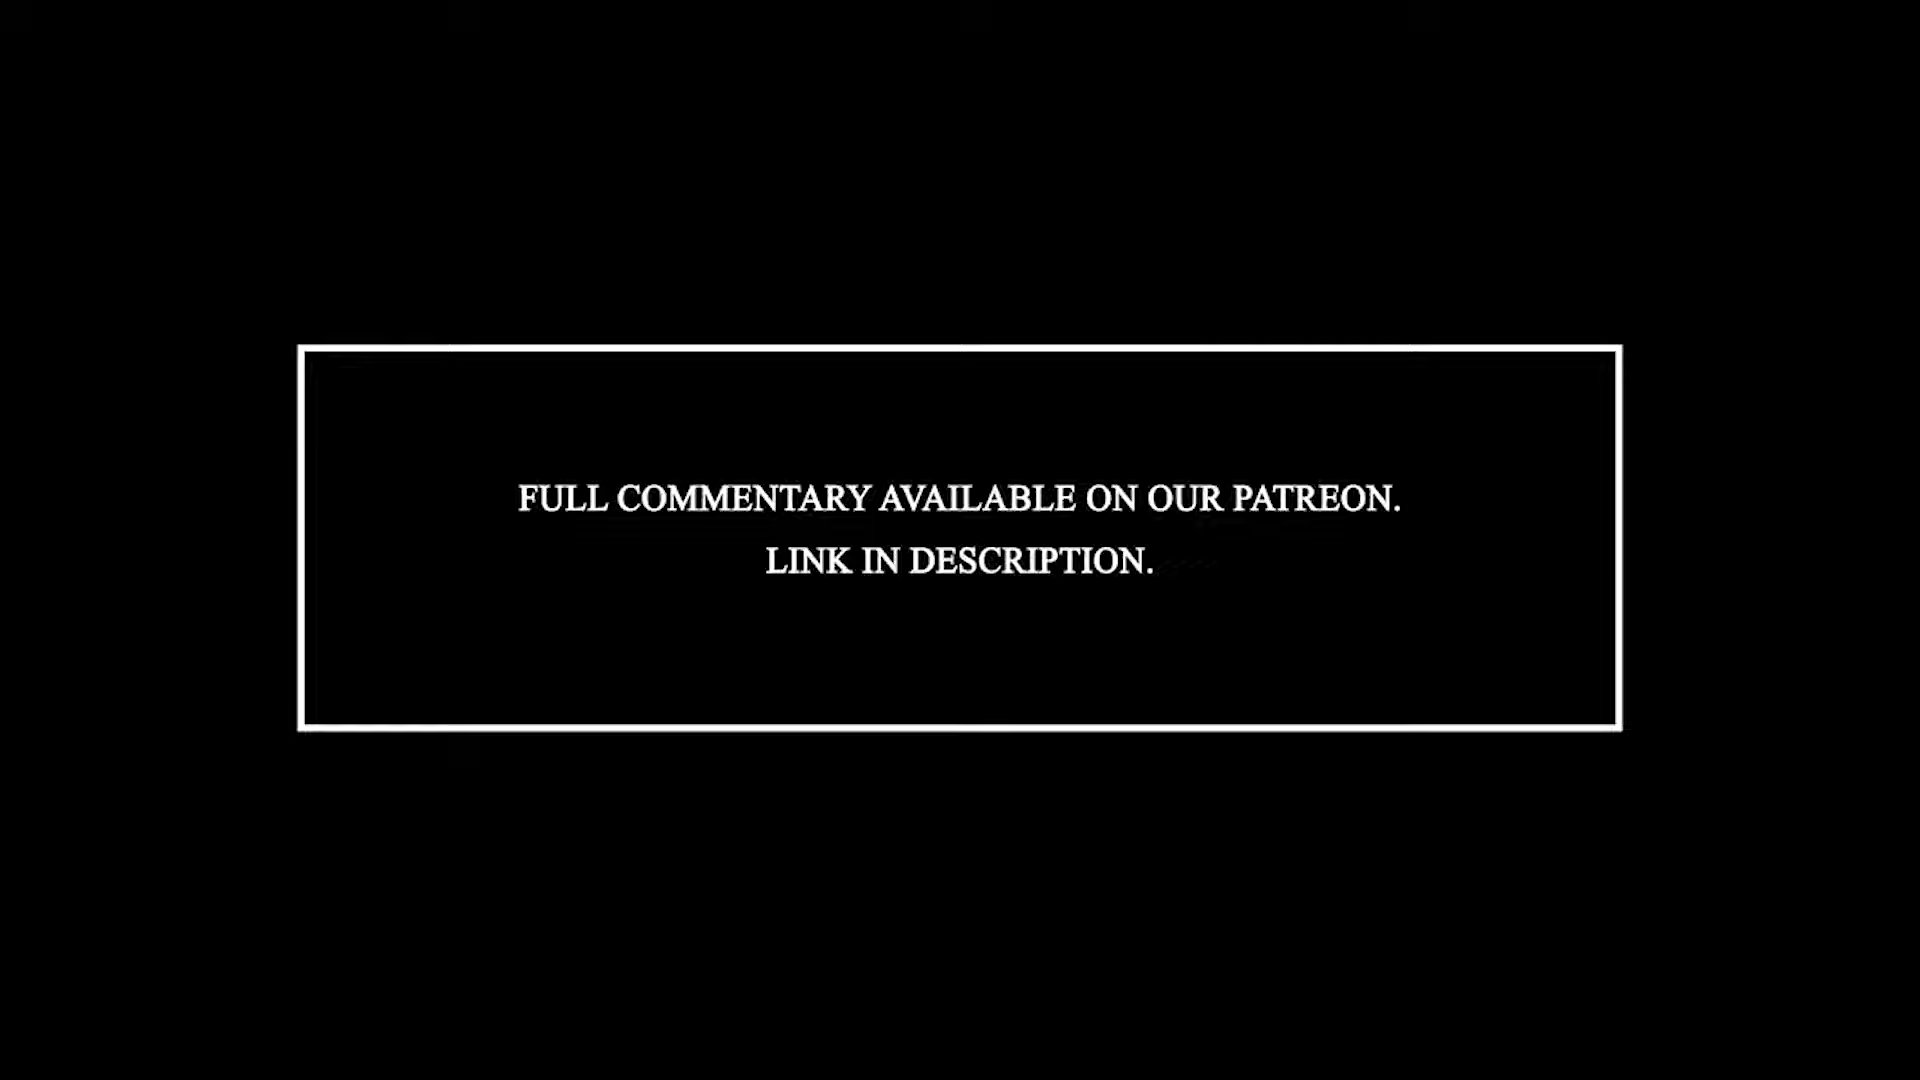 FULL COMMENTARY AVAILABLE ON OUR PATREON.
LINK IN DESCRIPTION.